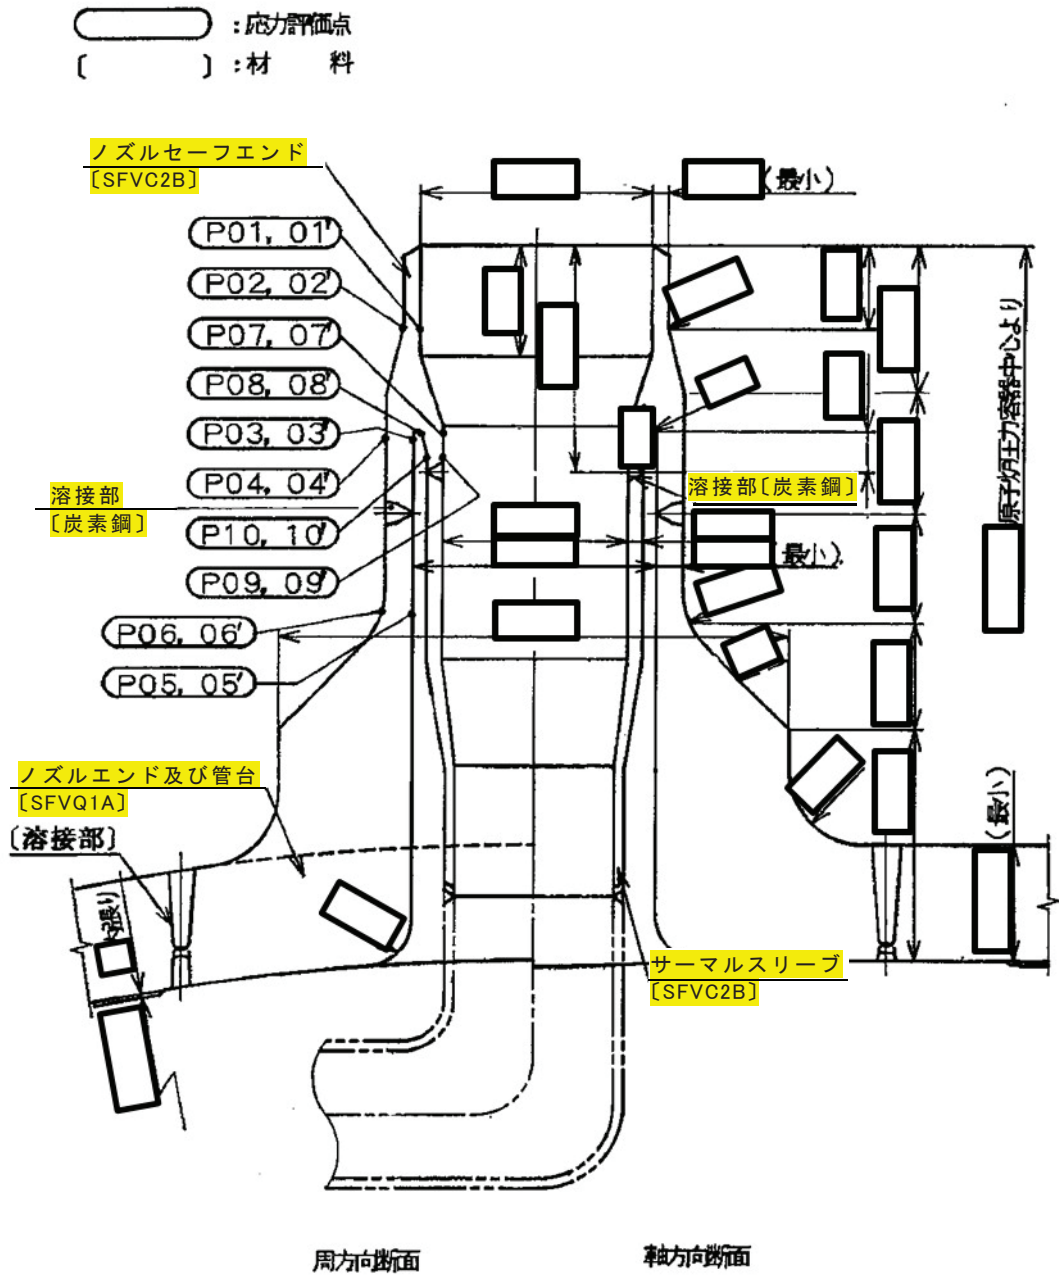 ：応力評価点
〔　　　〕：材　料
ノズルセーフエンド
〔SFVC2B〕
(最小)
P01, 01'
P02, 02'
P07, 07'
P08, 08'
P03, 03'
P04, 04'
P10, 10'
P09, 09'
P06, 06'
P05, 05'
溶接部
〔炭素鋼〕
溶接部〔炭素鋼〕
最小)
原子炉圧力容器中心より
ノズルエンド及び管台
〔SFVQ1A〕
〔溶接部〕
(最小)
張り
サーマルスリーブ
〔SFVC2B〕
周方向断面
軸方向断面